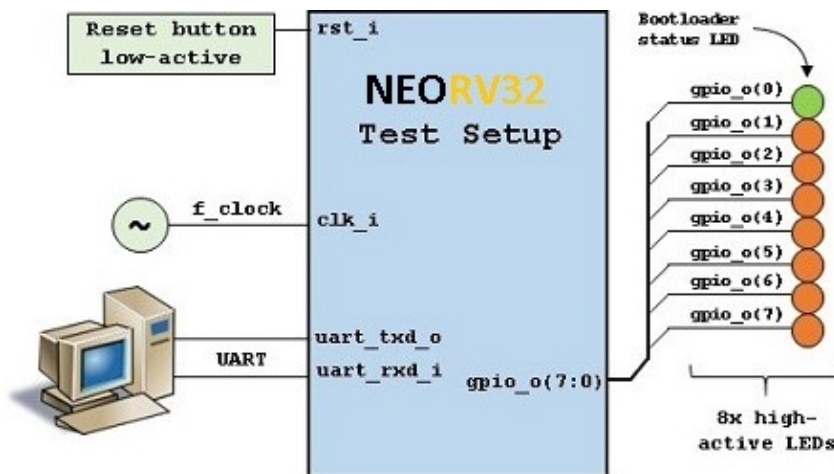 Reset button
low-active
rst_i
NEORV32
Test Setup
f_clock
~
clk_i
uart_txd_o
UART
uart_rxd_i
gpio_o(7:0)
Bootloader
status LED
gpio_o(0)
gpio_o(1)
gpio_o(2)
gpio_o(3)
gpio_o(4)
gpio_o(5)
gpio_o(6)
gpio_o(7)
8x high-
active LEDs